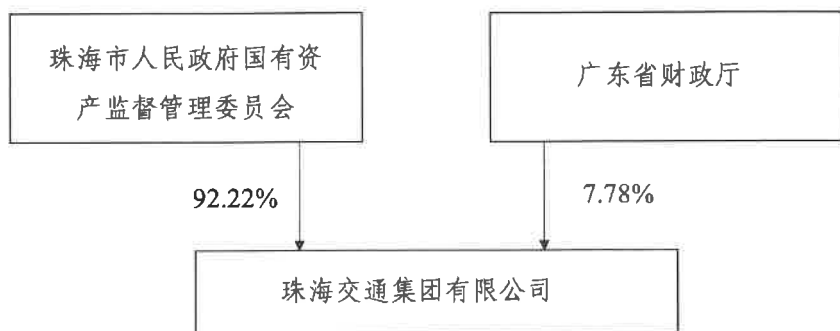 珠海市人民政府国有资
产监督管理委员会
广东省财政厅
92.22%
7.78%
珠海交通集团有限公司